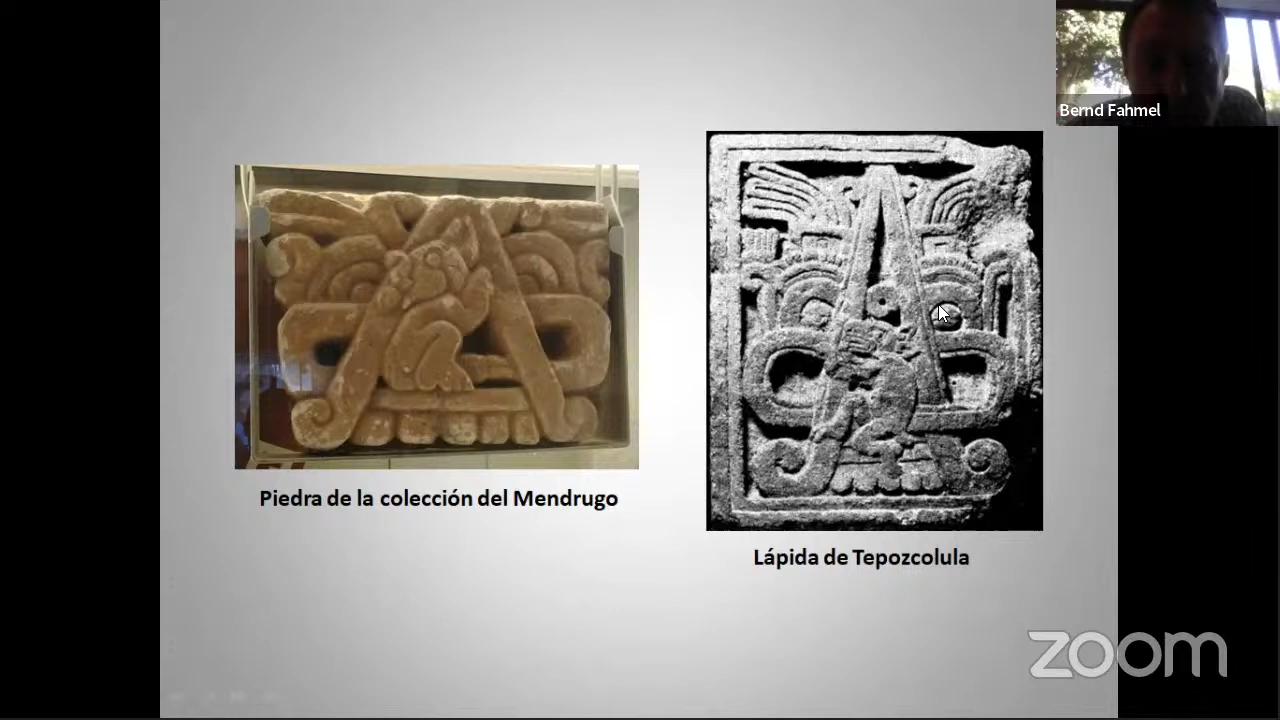 Bernd Fahmel
Piedra de la colección del Mendrugo
Lápida de Tepozcolula
zoom